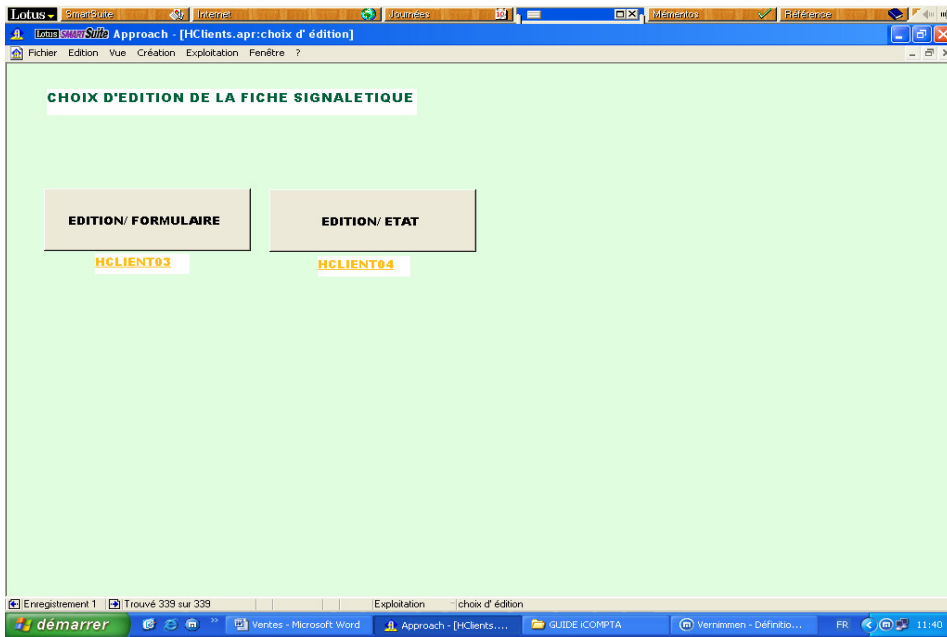 Lotus SmartSuite Internet Journées 10 Mémentos Référence
Lotus SMARTSuite Approach - [HClients.apr:choix d' édition]
Fichier Edition Vue Création Exploitation Fenêtre ?
CHOIX D'EDITION DE LA FICHE SIGNALETIQUE
EDITION/ FORMULAIRE EDITION/ ETAT
HCLIENT03 HCLIENT04
Enregistrement 1 Trouvé 339 sur 339 Exploitation choix d' édition
démarrer Ventes - Microsoft Word Approach - [HClients.... GUIDE iCOMPTA Vernimmen - Définitio... FR 11:40